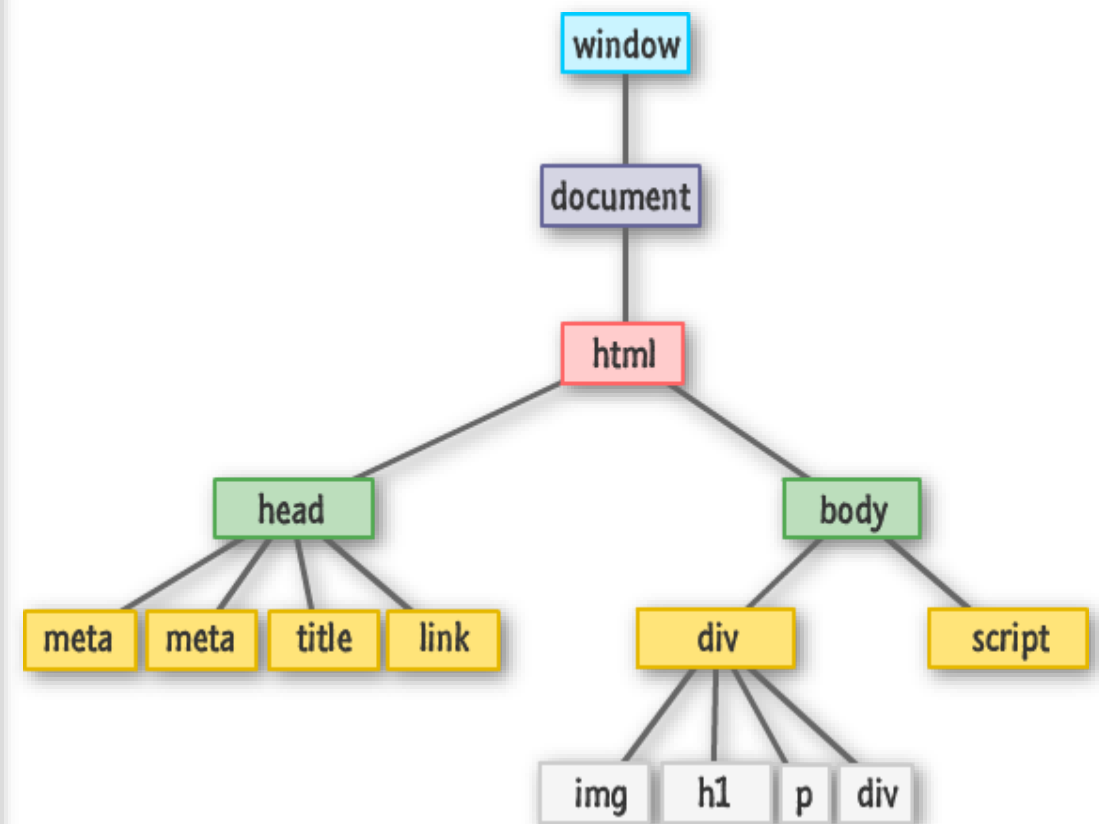 window
document
html
head body
meta meta title link div script
img h1 p div